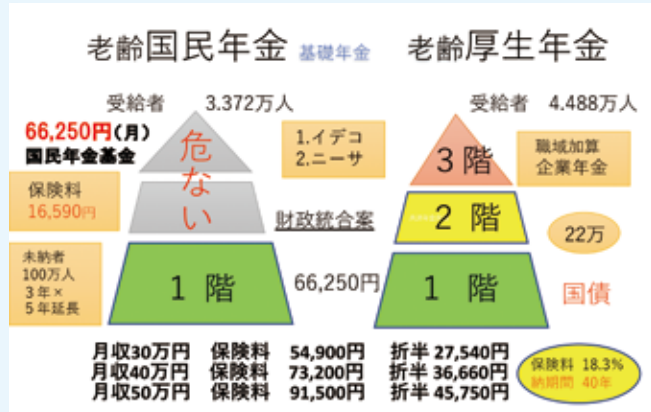 老齢国民年金 基礎年金 老齢厚生年金
受給者 3.372万人
受給者 4.488万人
66,250円(月)
国民年金基金
危ない
1.イデコ
2.ニーサ
3階
職域加算
企業年金
保険料
16,590円
財政統合案
2階
22万
未納者
100万人
3年×
5年延長
1階
66,250円
1階
国債
月収30万円 保険料 54,900円 折半 27,540円
月収40万円 保険料 73,200円 折半 36,660円
月収50万円 保険料 91,500円 折半 45,750円
保険料 18.3%
納期間 40年